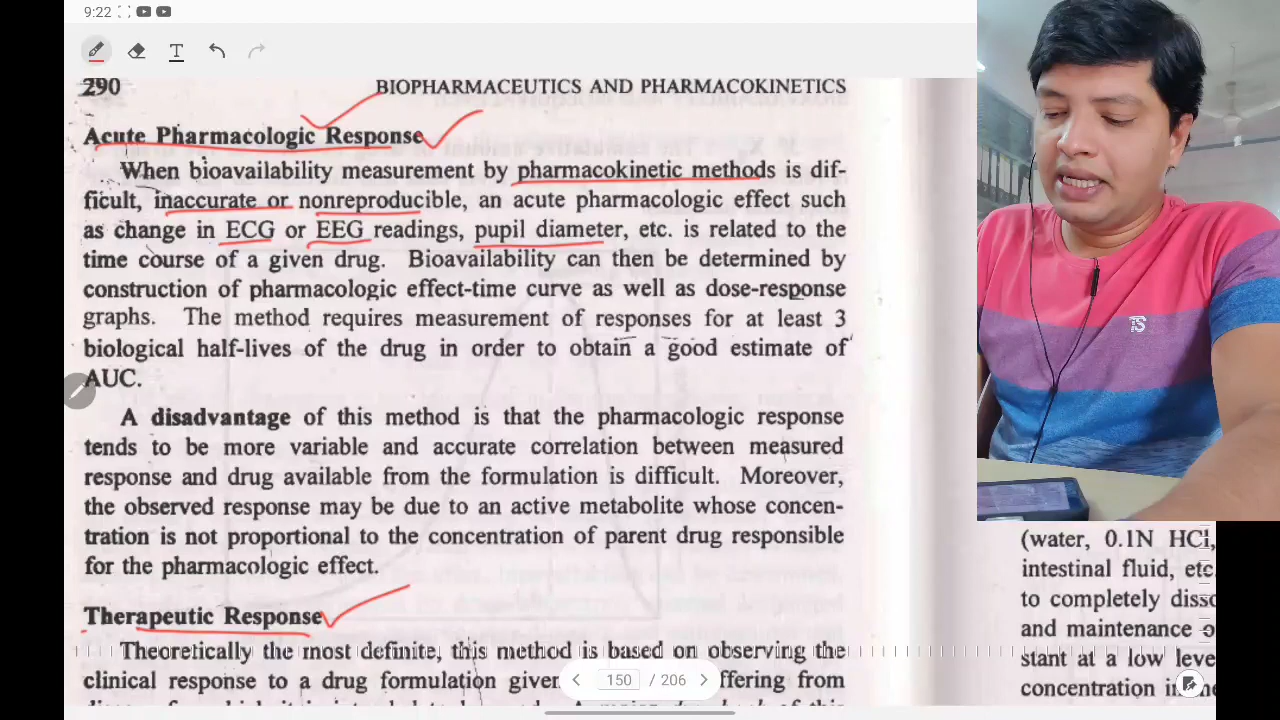 9:22
T
290 BIOPHARMACEUTICS AND PHARMACOKINETICS
Acute Pharmacologic Response
When bioavailability measurement by pharmacokinetic methods is dif-
ficult, inaccurate or nonreproducible, an acute pharmacologic effect such
as change in ECG or EEG readings, pupil diameter, etc. is related to the
time course of a given drug. Bioavailability can then be determined by
construction of pharmacologic effect-time curve as well as dose-response
graphs. The method requires measurement of responses for at least 3
biological half-lives of the drug in order to obtain a good estimate of
AUC.
A disadvantage of this method is that the pharmacologic response
tends to be more variable and accurate correlation between measured
response and drug available from the formulation is difficult. Moreover,
the observed response may be due to an active metabolite whose concen-
tration is not proportional to the concentration of parent drug responsible
for the pharmacologic effect.
Therapeutic Response
Theoretically the most definite, this method is based on observing the
clinical response to a drug formulation given ffering from
150 / 206
(water, 0.1N HCl,
intestinal fluid, etc.
to completely disso
and maintenance o
stant at a low leve
concentration in